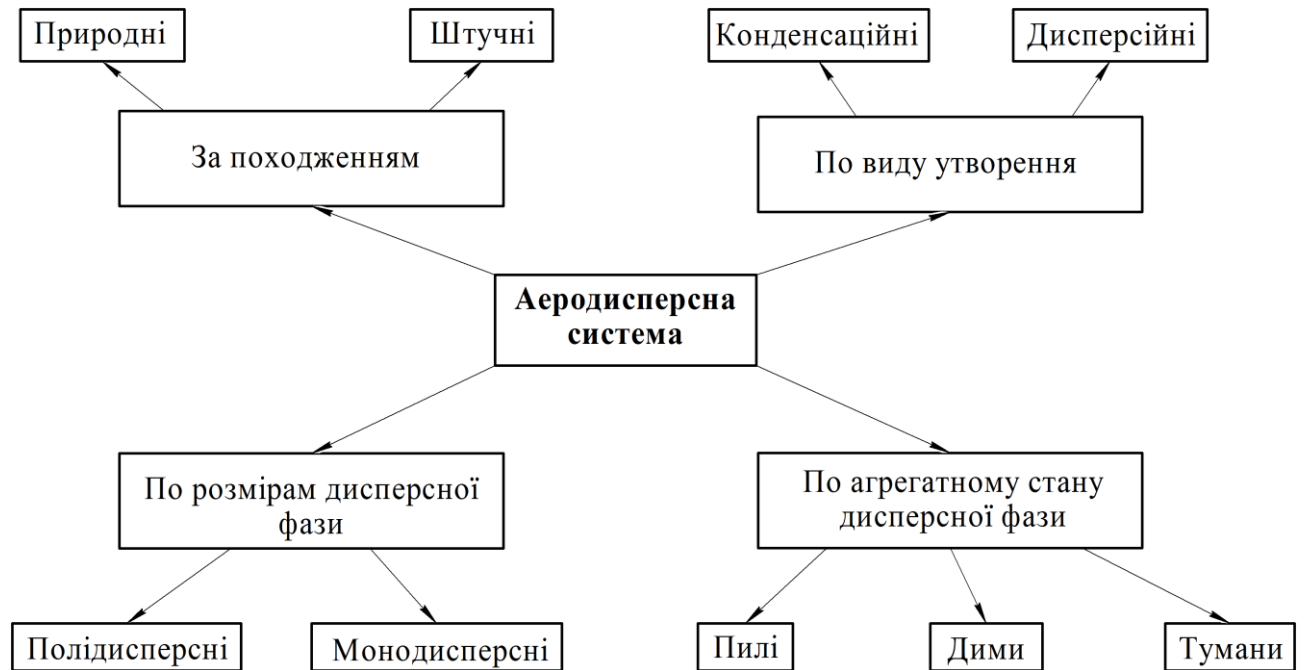 Природні
Штучні
Конденсаційні
Дисперсійні
За походженням
По виду утворення
Аеродисперсна
система
По розмірам дисперсної
фази
По агрегатному стану
дисперсної фази
Полідисперсні
Монодисперсні
Пилі
Дими
Тумани